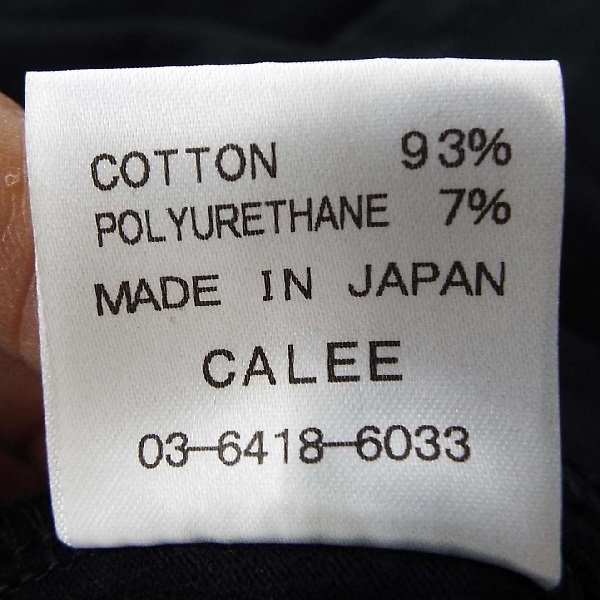 COTTON 93%
POLYURETHANE 7%
MADE IN JAPAN
CALEE
03-6418-6033